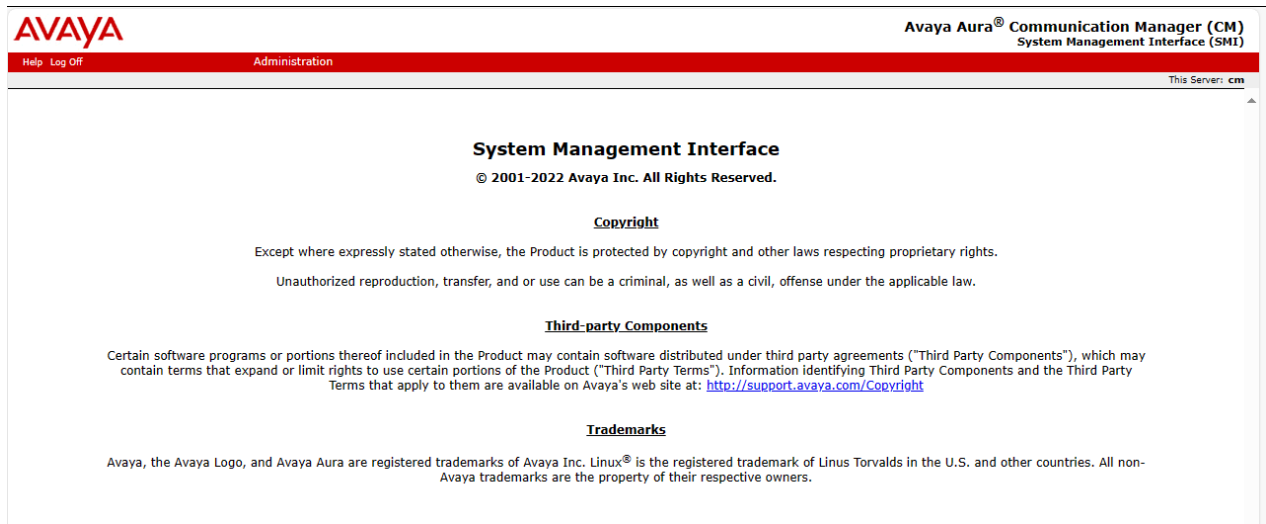 AVAYA
Avaya Aura® Communication Manager (CM)
System Management Interface (SMI)
Help Log Off Administration
This Server: cm
System Management Interface
© 2001-2022 Avaya Inc. All Rights Reserved.
Copyright
Except where expressly stated otherwise, the Product is protected by copyright and other laws respecting proprietary rights.
Unauthorized reproduction, transfer, and or use can be a criminal, as well as a civil, offense under the applicable law.
Third-party Components
Certain software programs or portions thereof included in the Product may contain software distributed under third party agreements ("Third Party Components"), which may
contain terms that expand or limit rights to use certain portions of the Product ("Third Party Terms"). Information identifying Third Party Components and the Third Party
Terms that apply to them are available on Avaya's web site at: http://support.avaya.com/Copyright
Trademarks
Avaya, the Avaya Logo, and Avaya Aura are registered trademarks of Avaya Inc. Linux® is the registered trademark of Linus Torvalds in the U.S. and other countries. All non-
Avaya trademarks are the property of their respective owners.